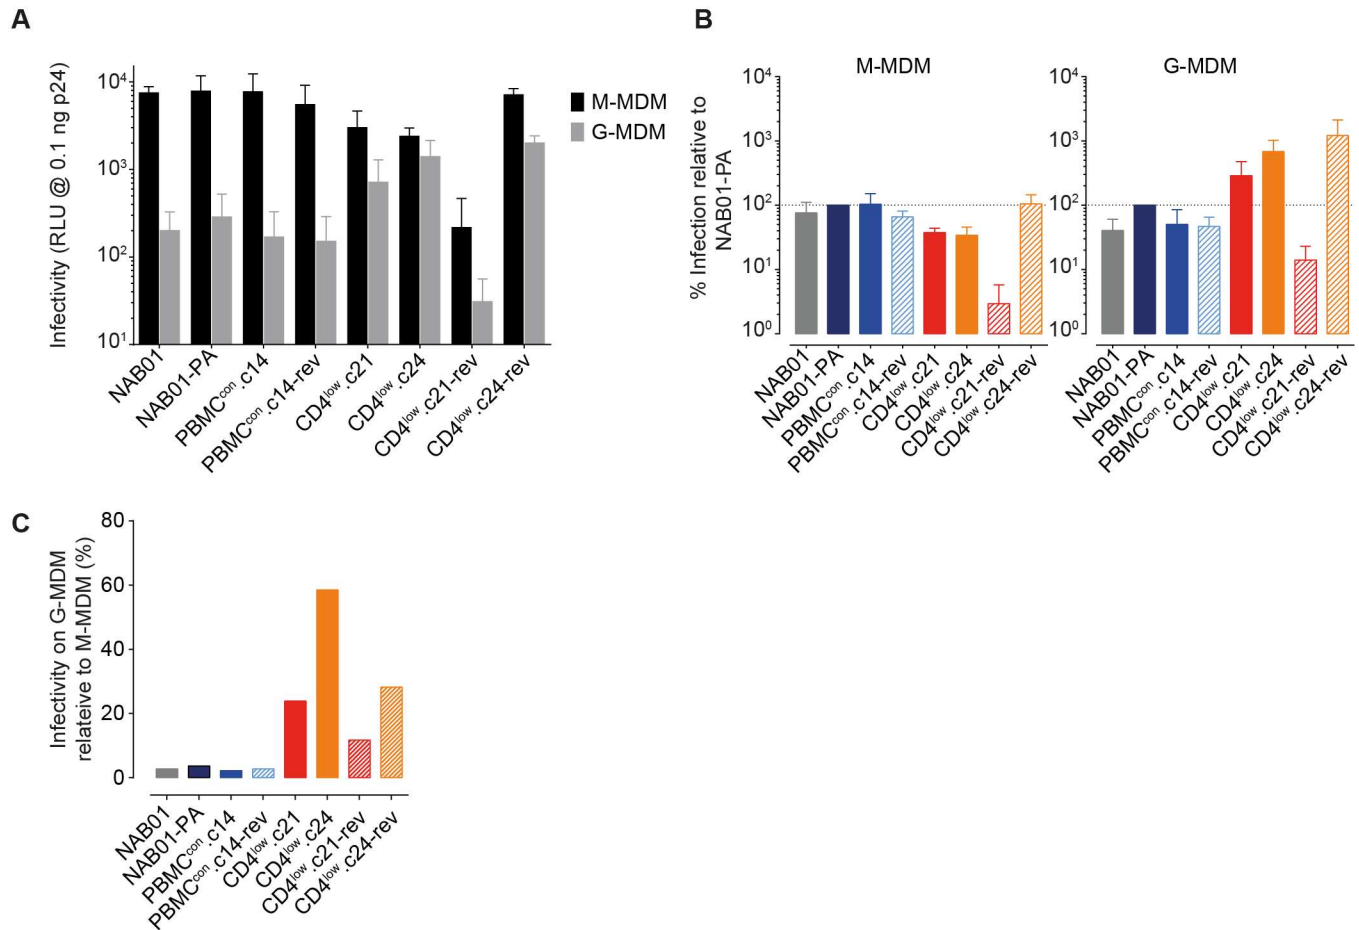 A
Infectivity (RLU @ 0.1 ng p24)
10⁴
10³
10²
10¹
M-MDM
G-MDM
NAB01
NAB01-PA
PBMCᶜᵒⁿ.c14
PBMCᶜᵒⁿ.c14-rev
CD4ˡᵒʷ.c21
CD4ˡᵒʷ.c24
CD4ˡᵒʷ.c21-rev
CD4ˡᵒʷ.c24-rev
B
% Infection relative to
NAB01-PA
M-MDM
10⁴
10³
10²
10¹
10⁰
NAB01
NAB01-PA
PBMCᶜᵒⁿ.c14
PBMCᶜᵒⁿ.c14-rev
CD4ˡᵒʷ.c21
CD4ˡᵒʷ.c24
CD4ˡᵒʷ.c21-rev
CD4ˡᵒʷ.c24-rev
G-MDM
10⁴
10³
10²
10¹
10⁰
NAB01
NAB01-PA
PBMCᶜᵒⁿ.c14
PBMCᶜᵒⁿ.c14-rev
CD4ˡᵒʷ.c21
CD4ˡᵒʷ.c24
CD4ˡᵒʷ.c21-rev
CD4ˡᵒʷ.c24-rev
C
Infectivity on G-MDM
relateive to M-MDM (%)
80
60
40
20
0
NAB01
NAB01-PA
PBMCᶜᵒⁿ.c14
PBMCᶜᵒⁿ.c14-rev
CD4ˡᵒʷ.c21
CD4ˡᵒʷ.c24
CD4ˡᵒʷ.c21-rev
CD4ˡᵒʷ.c24-rev